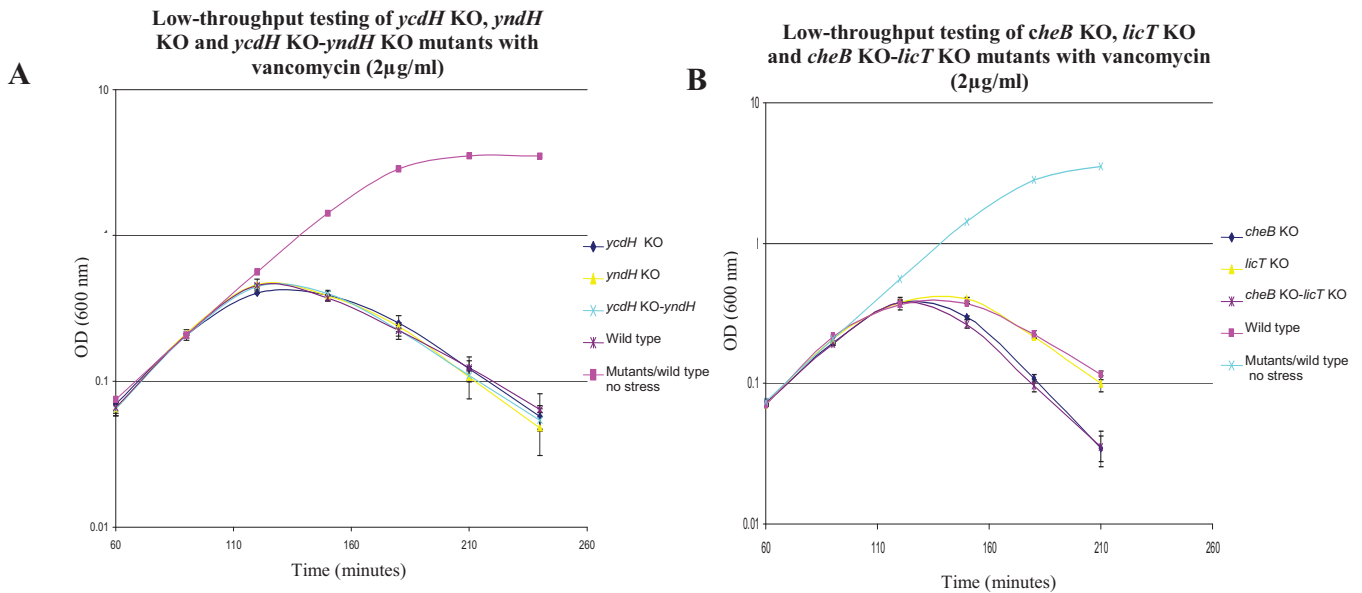 Low-throughput testing of ycdH KO, yndH
KO and ycdH KO-yndH KO mutants with
vancomycin (2µg/ml)
A
10
1
0.1
0.01
OD (600 nm)
60
110
160
210
260
Time (minutes)
ycdH KO
yndH KO
ycdH KO-yndH
Wild type
Mutants/wild type
no stress
Low-throughput testing of cheB KO, licT KO
and cheB KO-licT KO mutants with vancomycin
(2µg/ml)
B
10
1
0.1
0.01
OD (600 nm)
60
110
160
210
260
Time (minutes)
cheB KO
licT KO
cheB KO-licT KO
Wild type
Mutants/wild type
no stress